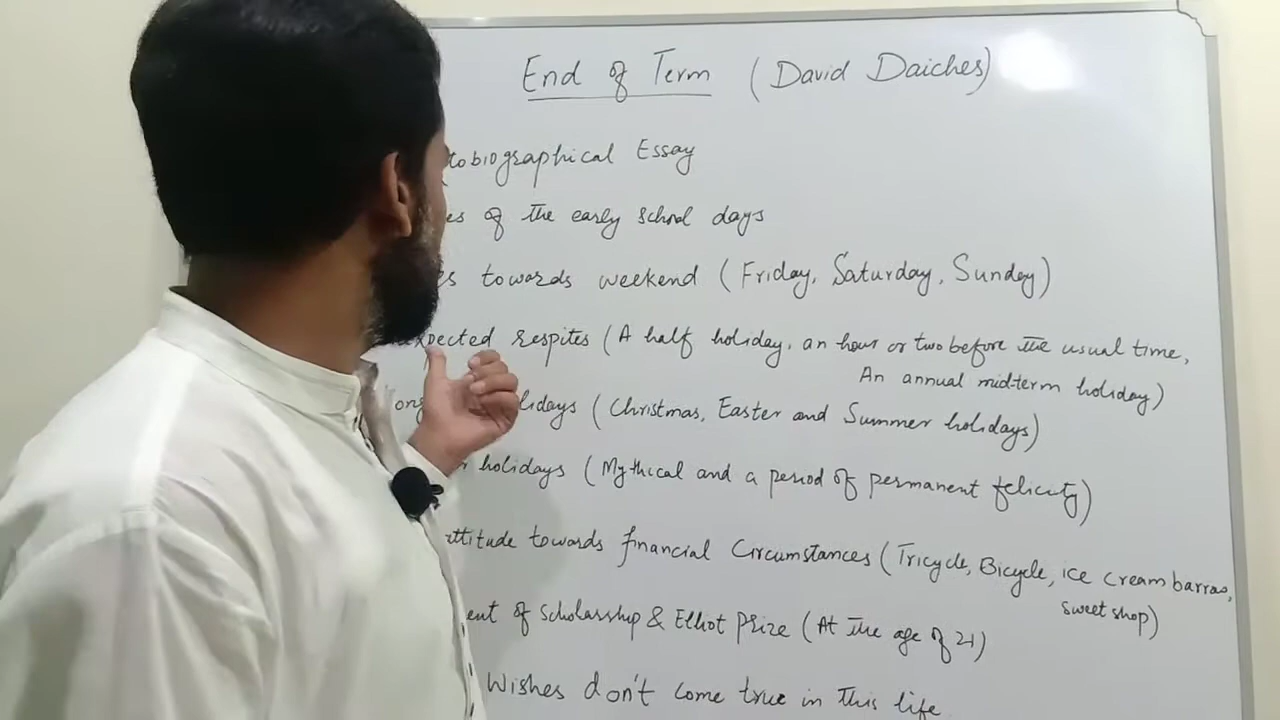 End of Term (David Daiches)
tobiographical Essay
es of the early school days
es towards weekend (Friday, Saturday, Sunday)
xpected respites (A half holiday, an hour or two before the usual time,
An annual mid-term holiday)
ons lidays (Christmas, Easter and Summer holidays)
r holidays (Mythical and a period of permanent felicity)
attitude towards financial Circumstances (Tricycle, Bicycle, ice cream barras,
sweet shop)
ent of Scholarship & Elliot Prize (At the age of 21)
Wishes don't come true in this life